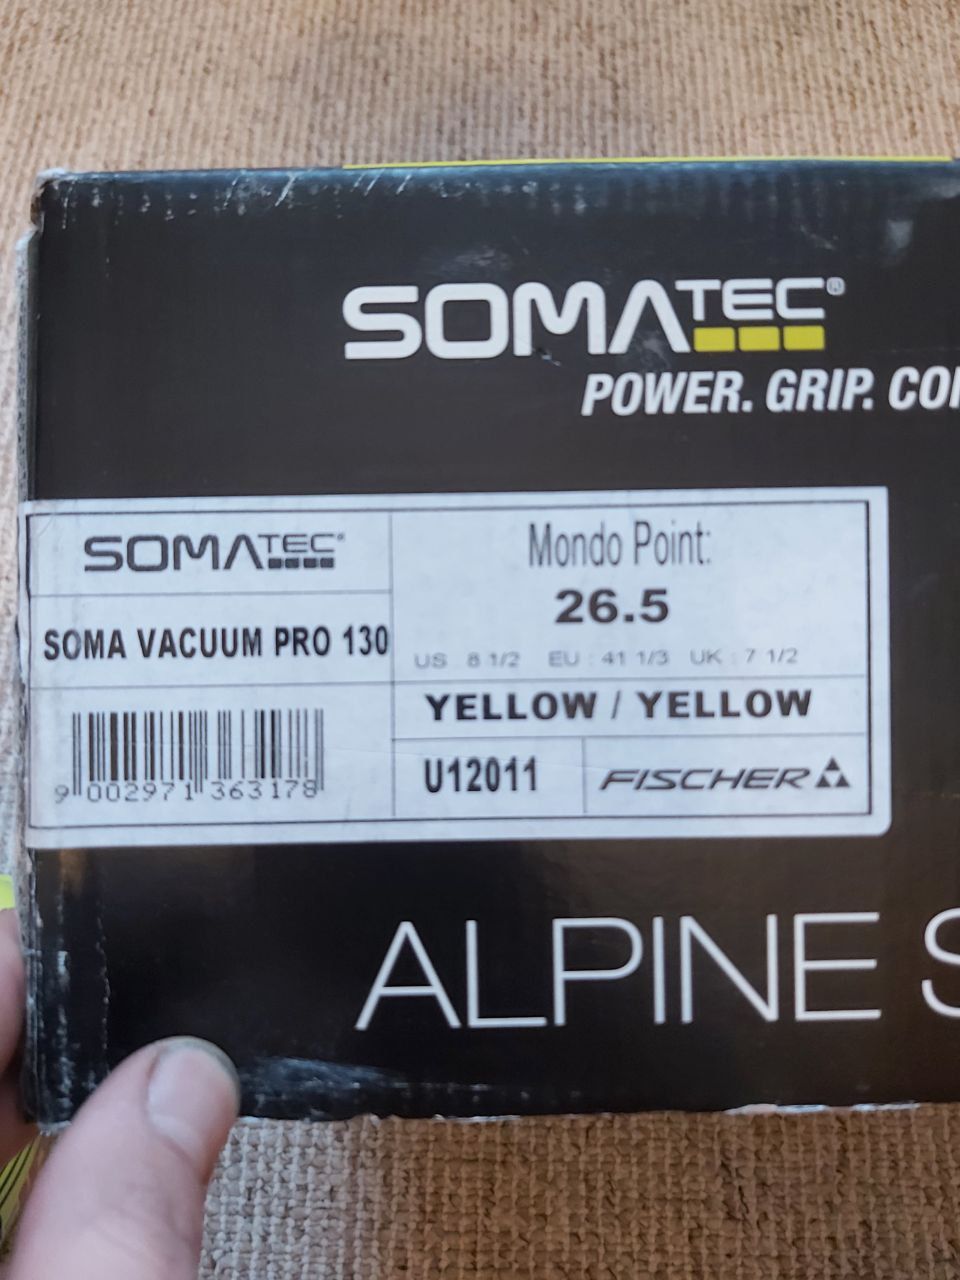 SOMATEC®
POWER. GRIP.
SOMATEC®
SOMA VACUUM PRO 130
9 002971 363178
Mondo Point:
26.5
US : 8 1/2 EU : 41 1/3 UK : 7 1/2
YELLOW / YELLOW
U12011
FISCHER
ALPINE